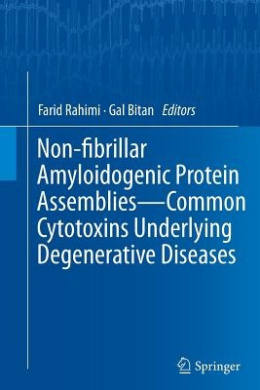 Farid Rahimi · Gal Bitan Editors
Non-fibrillar
Amyloidogenic Protein
Assemblies—Common
Cytotoxins Underlying
Degenerative Diseases
Springer